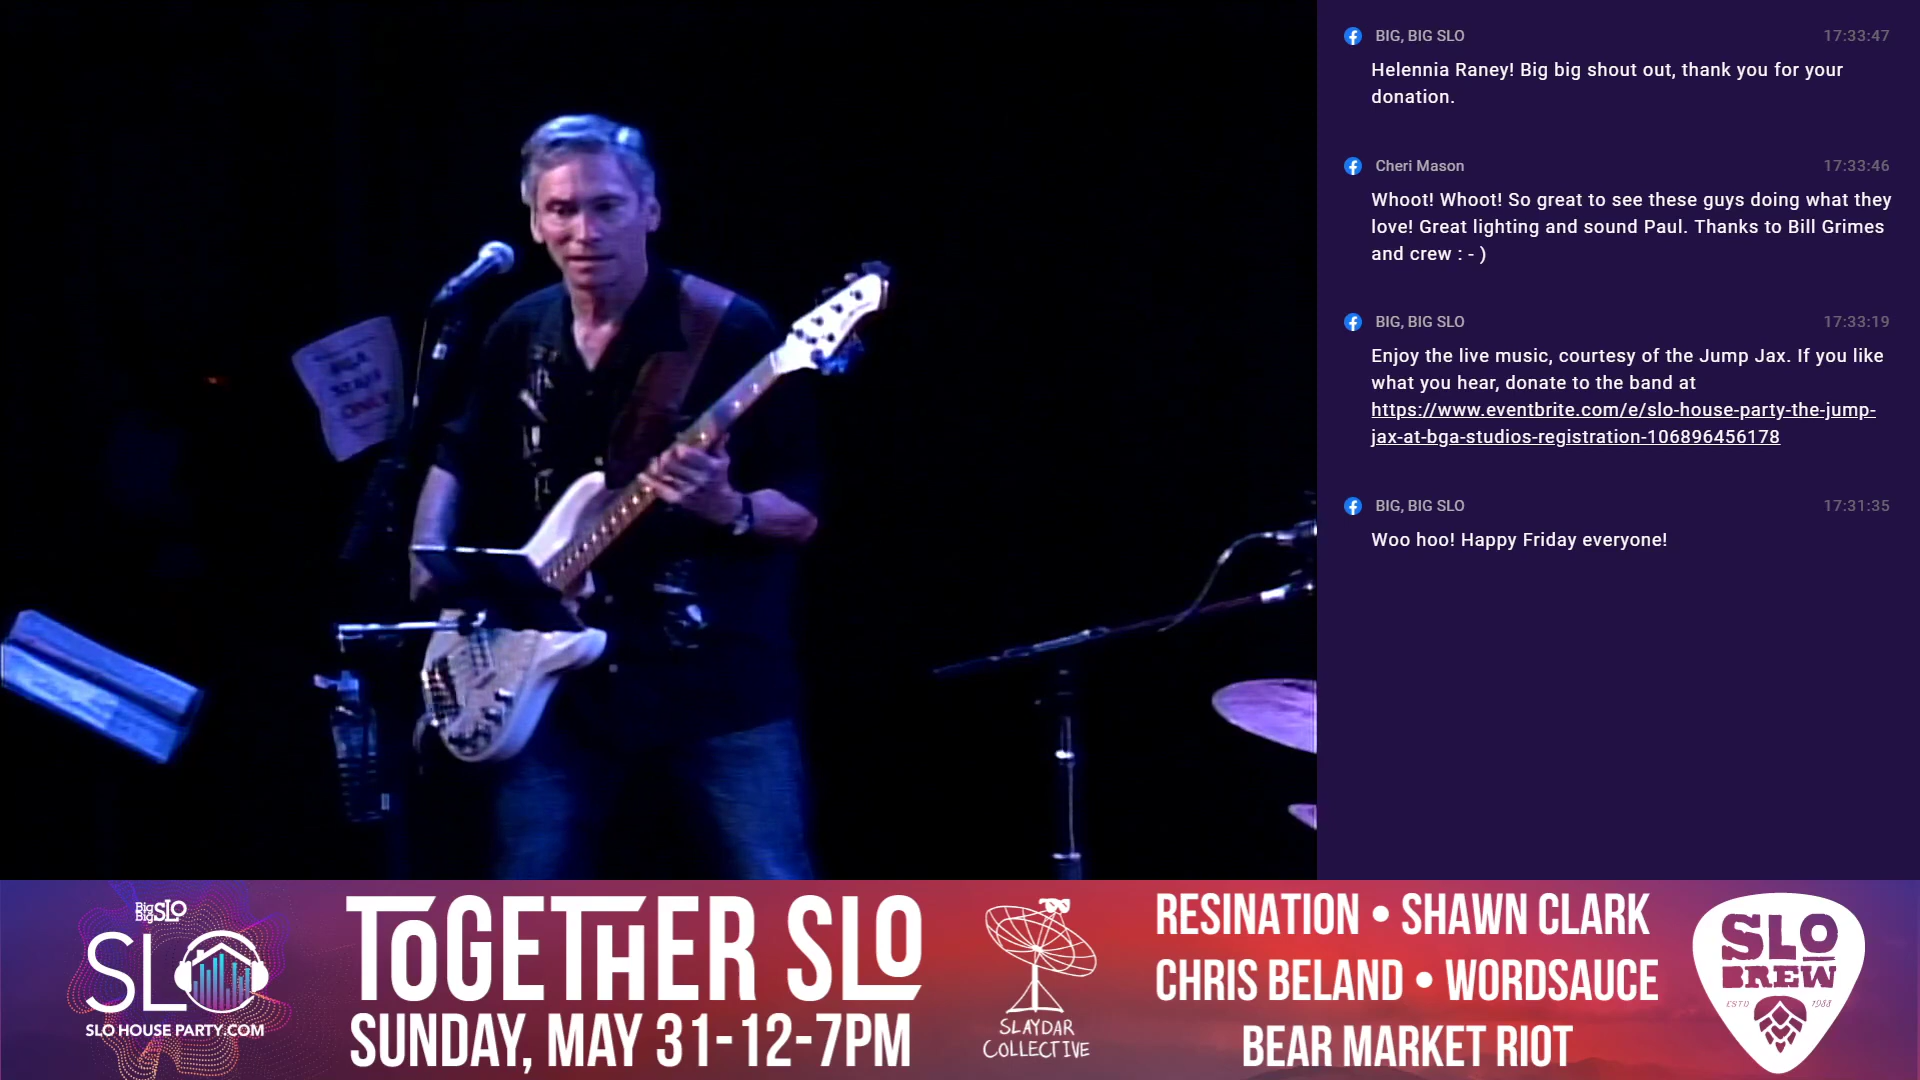 BGA
STAFF
ONLY
BIG, BIG SLO 17:33:47
Helennia Raney! Big big shout out, thank you for your
donation.
Cheri Mason 17:33:46
Whoot! Whoot! So great to see these guys doing what they
love! Great lighting and sound Paul. Thanks to Bill Grimes
and crew : - )
BIG, BIG SLO 17:33:19
Enjoy the live music, courtesy of the Jump Jax. If you like
what you hear, donate to the band at
https://www.eventbrite.com/e/slo-house-party-the-jump-
jax-at-bga-studios-registration-106896456178
BIG, BIG SLO 17:31:35
Woo hoo! Happy Friday everyone!
Big Big SLO
SLO
SLO HOUSE PARTY.COM
TOGETHER SLO
SUNDAY, MAY 31-12-7PM
SLAYDAR
COLLECTIVE
RESINATION • SHAWN CLARK
CHRIS BELAND • WORDSAUCE
BEAR MARKET RIOT
SLO
BREW
ESTD 1988